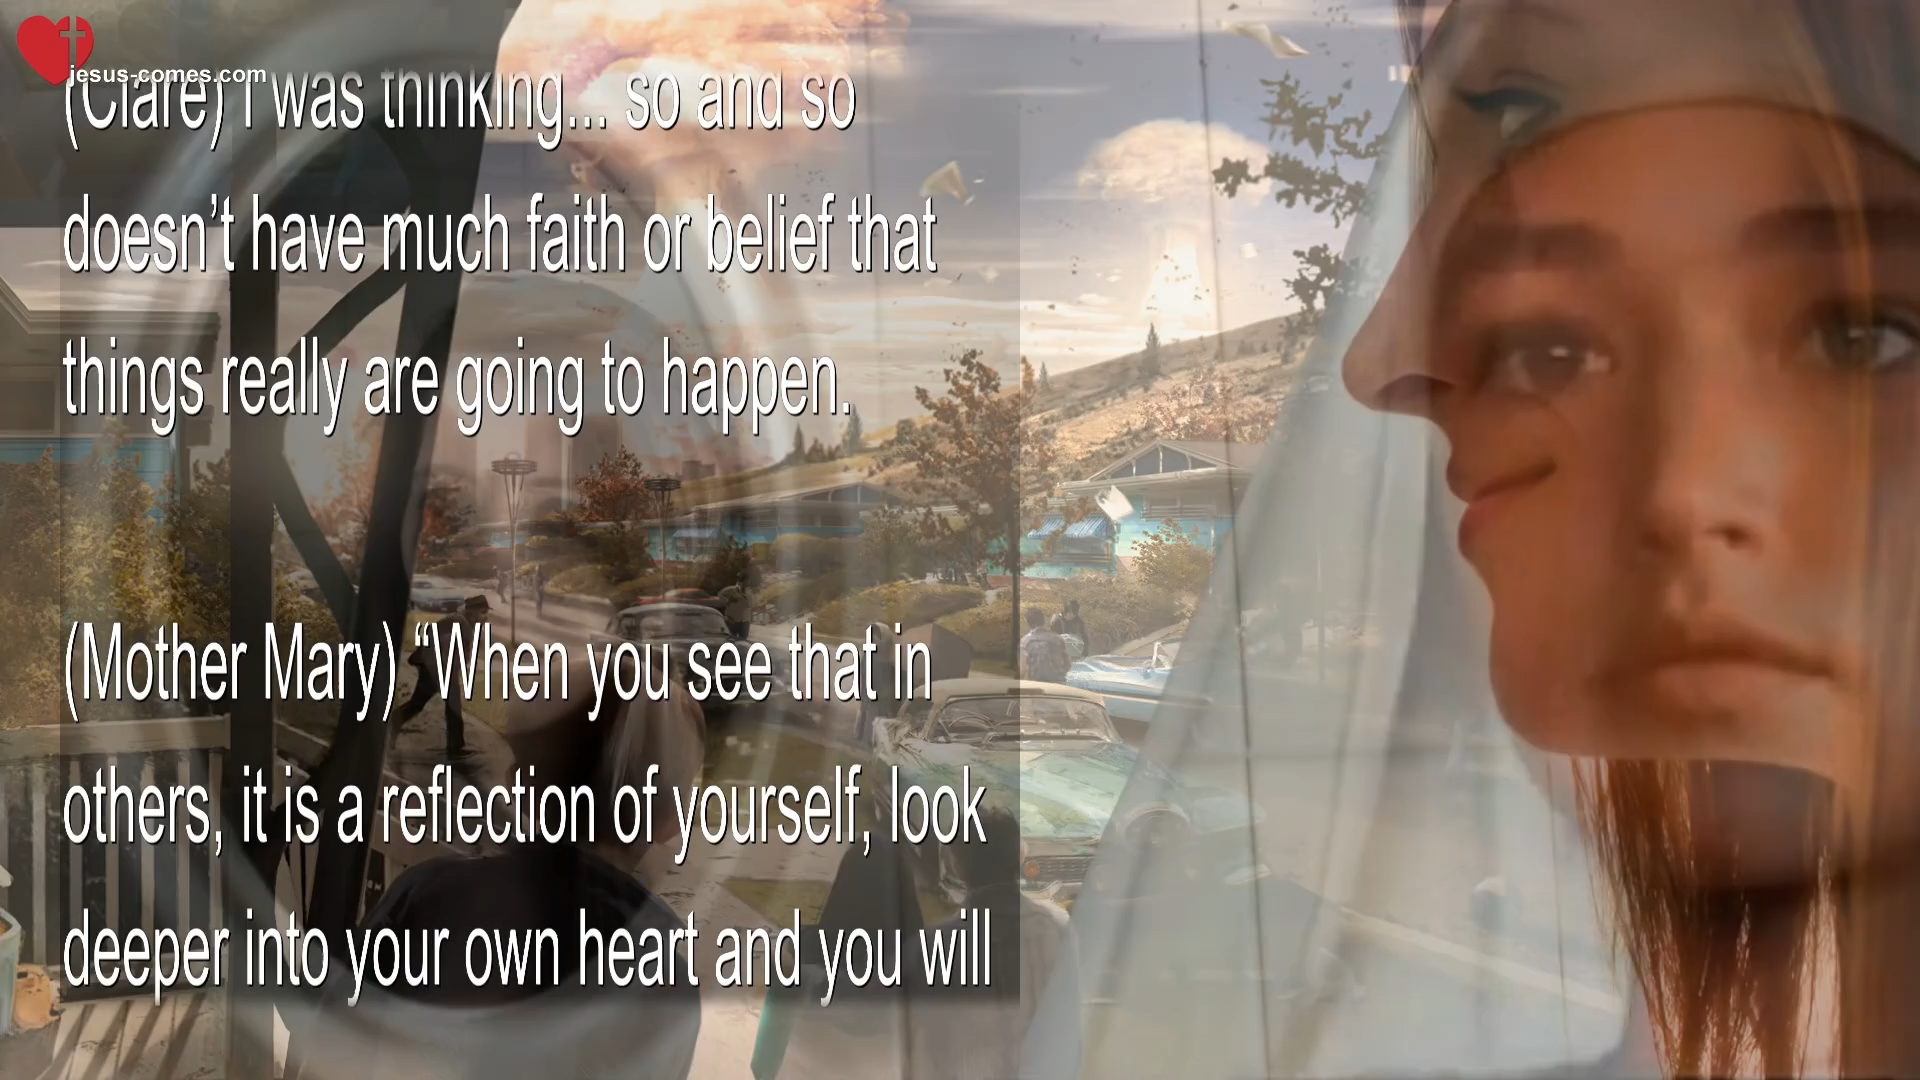 jesus-comes.com
(Clare) I was thinking... so and so
doesn’t have much faith or belief that
things really are going to happen.
(Mother Mary) “When you see that in
others, it is a reflection of yourself, look
deeper into your own heart and you will